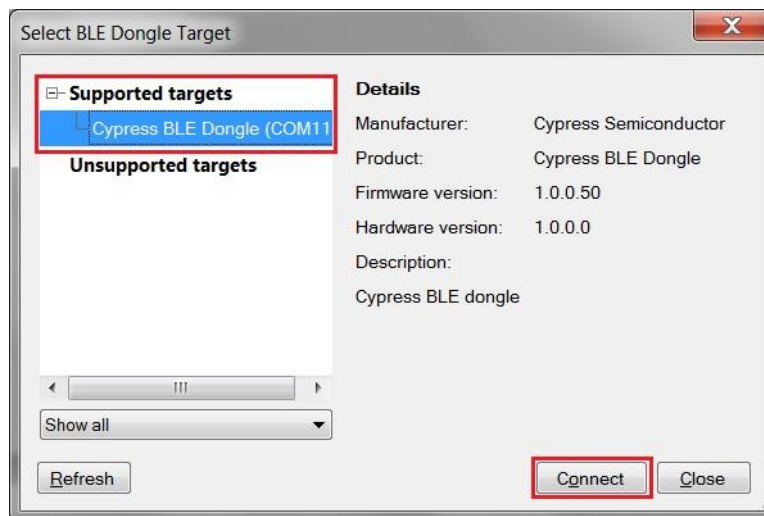 Select BLE Dongle Target
Supported targets
Cypress BLE Dongle (COM11
Unsupported targets
Show all
Refresh
Details
Manufacturer: Cypress Semiconductor
Product: Cypress BLE Dongle
Firmware version: 1.0.0.50
Hardware version: 1.0.0.0
Description:
Cypress BLE dongle
Connect Close